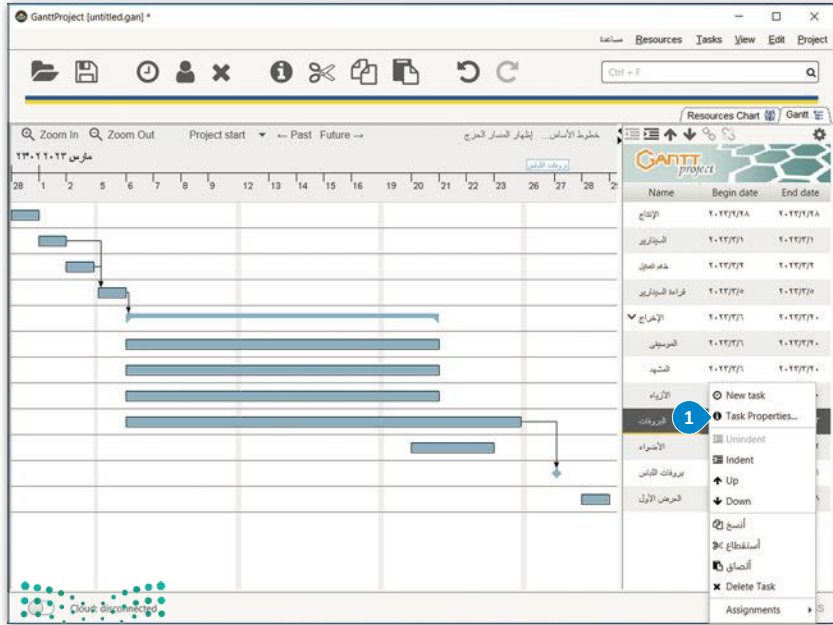 GanttProject [untitled.gan] *
مساعدة Resources Tasks View Edit Project
Ctrl + F
Resources Chart Gantt
Zoom In Zoom Out Project start ← Past Future → إظهار المسار الحرج خطوط الأساس...
مارس ٢٠٢٣
بروفات اللباس
28 1 2 5 6 7 8 9 12 13 14 15 16 19 20 21 22 23 26 27 28
GANTT project
Name Begin date End date
الإنتاج ٢٠٢٣/٢/٢٨ ٢٠٢٣/٢/٢٨
السيناريو ٢٠٢٣/٣/١ ٢٠٢٣/٣/١
٢٠٢٣/٣/٢ ٢٠٢٣/٣/٢
قراءة السيناريو ٢٠٢٣/٣/٥ ٢٠٢٣/٣/٥
الإخراج ٢٠٢٣/٣/٦ ٢٠٢٣/٣/٢٠
الموسيقى ٢٠٢٣/٣/٦ ٢٠٢٣/٣/٢٠
المشهد ٢٠٢٣/٣/٦ ٢٠٢٣/٣/٢٠
الأزياء
البروفات
الأضواء
بروفات اللباس
العرض الأول
New task
1 Task Properties...
Unindent
Indent
Up
Down
أنسخ
أستقطاع
ألصاق
Delete Task
Assignments
Cloud: disconnected